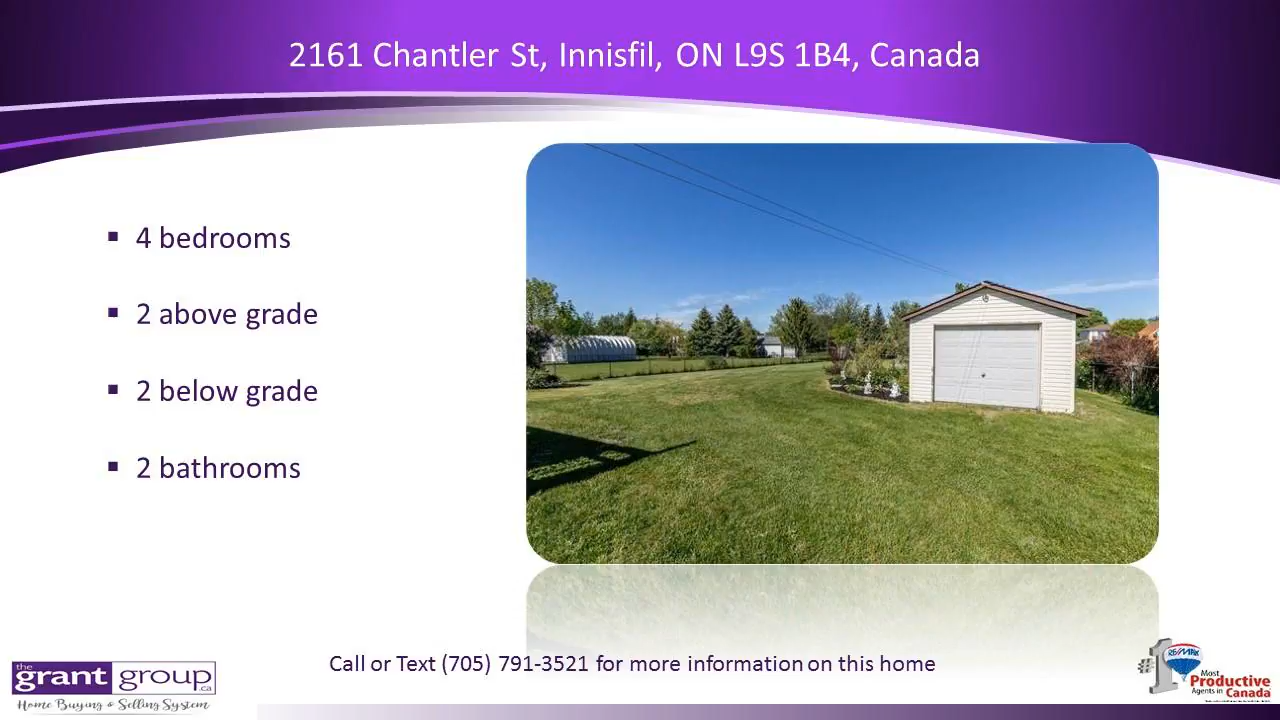 2161 Chantler St, Innisfil, ON L9S 1B4, Canada
▪ 4 bedrooms
▪ 2 above grade
▪ 2 below grade
▪ 2 bathrooms
Call or Text (705) 791-3521 for more information on this home
the
grant group
.ca
Home Buying & Selling System
RE/MAX
#1
Most
Productive
Agents in Canada